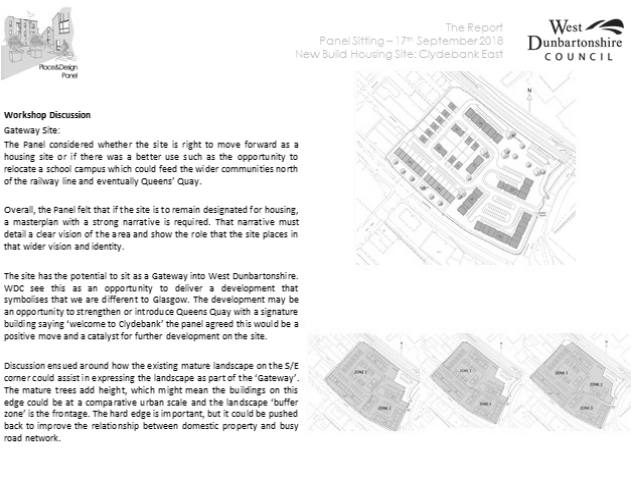 The Report
Panel Sitting – 17th September 2018
New Build Housing Site: Clydebank East
West
Dunbartonshire
COUNCIL
Place&Design
Panel
Workshop Discussion
Gateway Site:
The Panel considered whether the site is right to move forward as a
housing site or if there was a better use such as the opportunity to
relocate a school campus which could feed the wider communities north
of the railway line and eventually Queens' Quay.
Overall, the Panel felt that if the site is to remain designated for housing,
a masterplan with a strong narrative is required. That narrative must
detail a clear vision of the area and show the role that the site places in
that wider vision and identity.
The site has the potential to sit as a Gateway into West Dunbartonshire.
WDC see this as an opportunity to deliver a development that
symbolises that we are different to Glasgow. The development may be
an opportunity to strengthen or introduce Queens Quay with a signature
building saying 'welcome to Clydebank' the panel agreed this would be a
positive move and a catalyst for further development on the site.
Discussion ensued around how the existing mature landscape on the S/E
corner could assist in expressing the landscape as part of the 'Gateway'.
The mature trees add height, which might mean the buildings on this
edge could be at a comparative urban scale and the landscape 'buffer
zone' is the frontage. The hard edge is important, but it could be pushed
back to improve the relationship between domestic property and busy
road network.